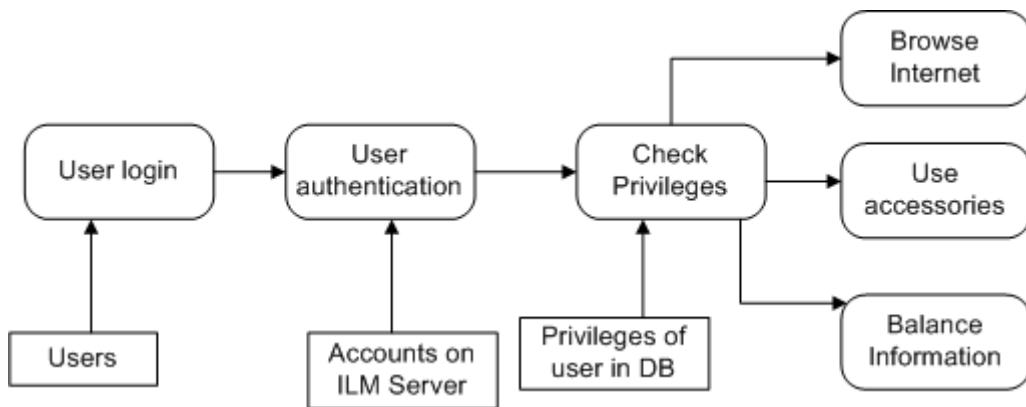 Browse
Internet
User login
User
authentication
Check
Privileges
Use
accessories
Users
Accounts on
ILM Server
Privileges of
user in DB
Balance
Information